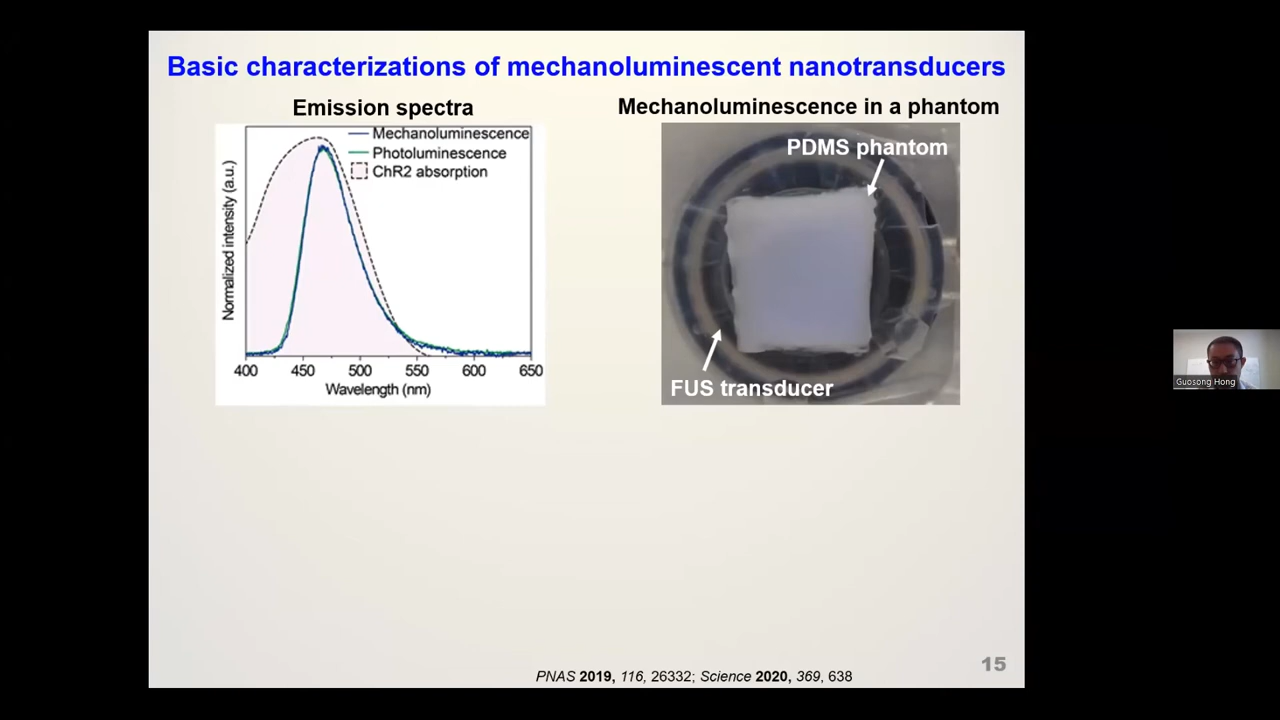 Basic characterizations of mechanoluminescent nanotransducers
Emission spectra
Mechanoluminescence
Photoluminescence
ChR2 absorption
Normalized intensity (a.u.)
400 450 500 550 600 650
Wavelength (nm)
Mechanoluminescence in a phantom
PDMS phantom
FUS transducer
Guosong Hong
PNAS 2019, 116, 26332; Science 2020, 369, 638
15